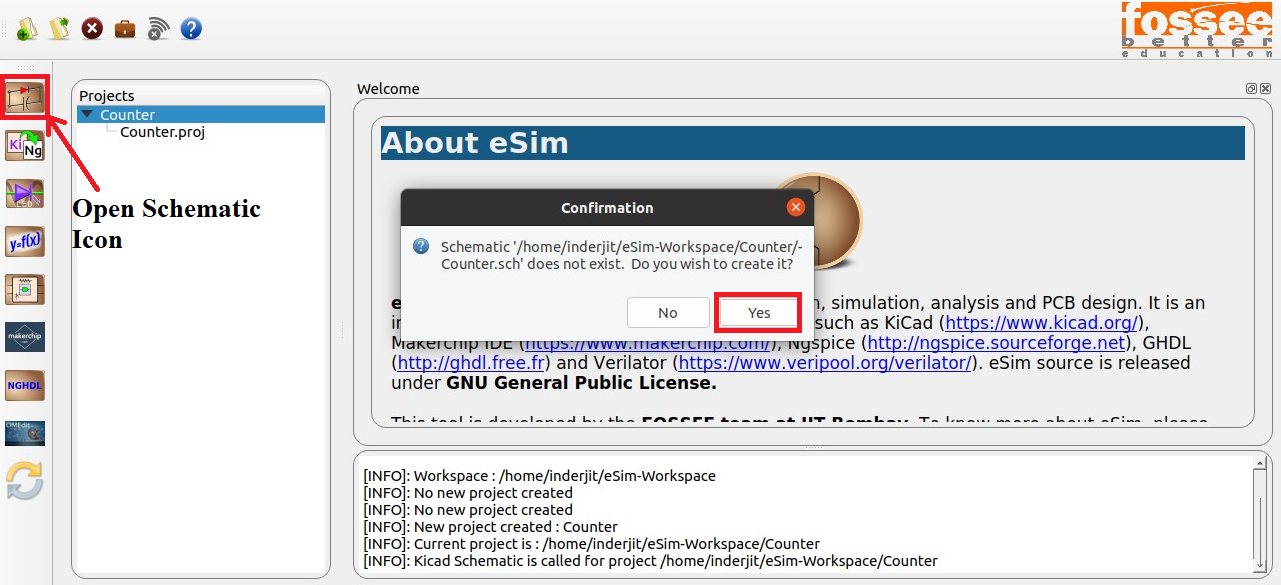 fossee
better
education
Projects
Counter
Counter.proj
Ki
Ng
y=f(x)
makerchip
NGHDL
OMEdit
Open Schematic
Icon
Welcome
About eSim
Confirmation
Schematic '/home/inderjit/eSim-Workspace/Counter/-
Counter.sch' does not exist. Do you wish to create it?
No
Yes
, simulation, analysis and PCB design. It is an
such as KiCad (https://www.kicad.org/),
Makerchip IDE (https://www.makerchip.com/), Ngspice (http://ngspice.sourceforge.net), GHDL
(http://ghdl.free.fr) and Verilator (https://www.veripool.org/verilator/). eSim source is released
under GNU General Public License.
This tool is developed by the FOSSEE team at IIT Bombay. To know more about eSim, please
[INFO]: Workspace : /home/inderjit/eSim-Workspace
[INFO]: No new project created
[INFO]: No new project created
[INFO]: New project created : Counter
[INFO]: Current project is : /home/inderjit/eSim-Workspace/Counter
[INFO]: Kicad Schematic is called for project /home/inderjit/eSim-Workspace/Counter